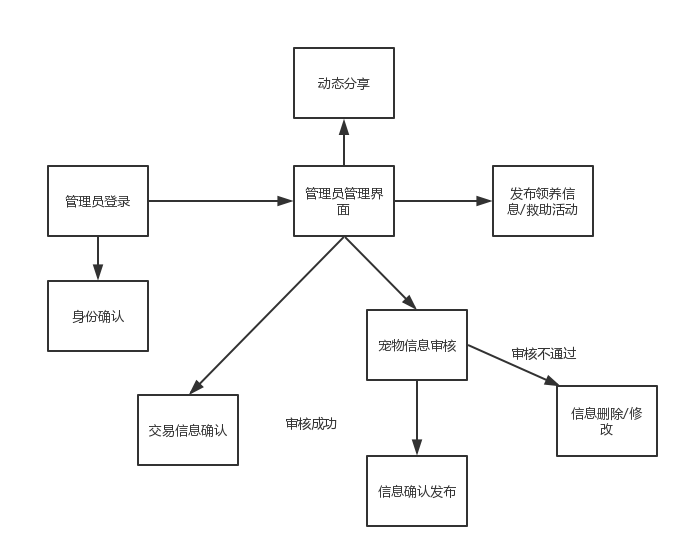 动态分享
管理员登录
管理员管理界
面
发布领养信
息/救助活动
身份确认
宠物信息审核
审核不通过
交易信息确认
审核成功
信息删除/修
改
信息确认发布